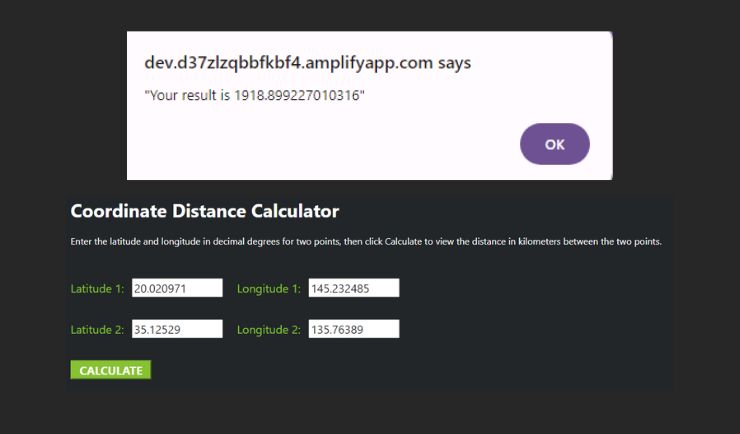 dev.d37zlzqbbfkbf4.amplifyapp.com says
"Your result is 1918.899227010316"
OK
Coordinate Distance Calculator
Enter the latitude and longitude in decimal degrees for two points, then click Calculate to view the distance in kilometers between the two points.
Latitude 1: 20.020971 Longitude 1: 145.232485
Latitude 2: 35.12529 Longitude 2: 135.76389
CALCULATE